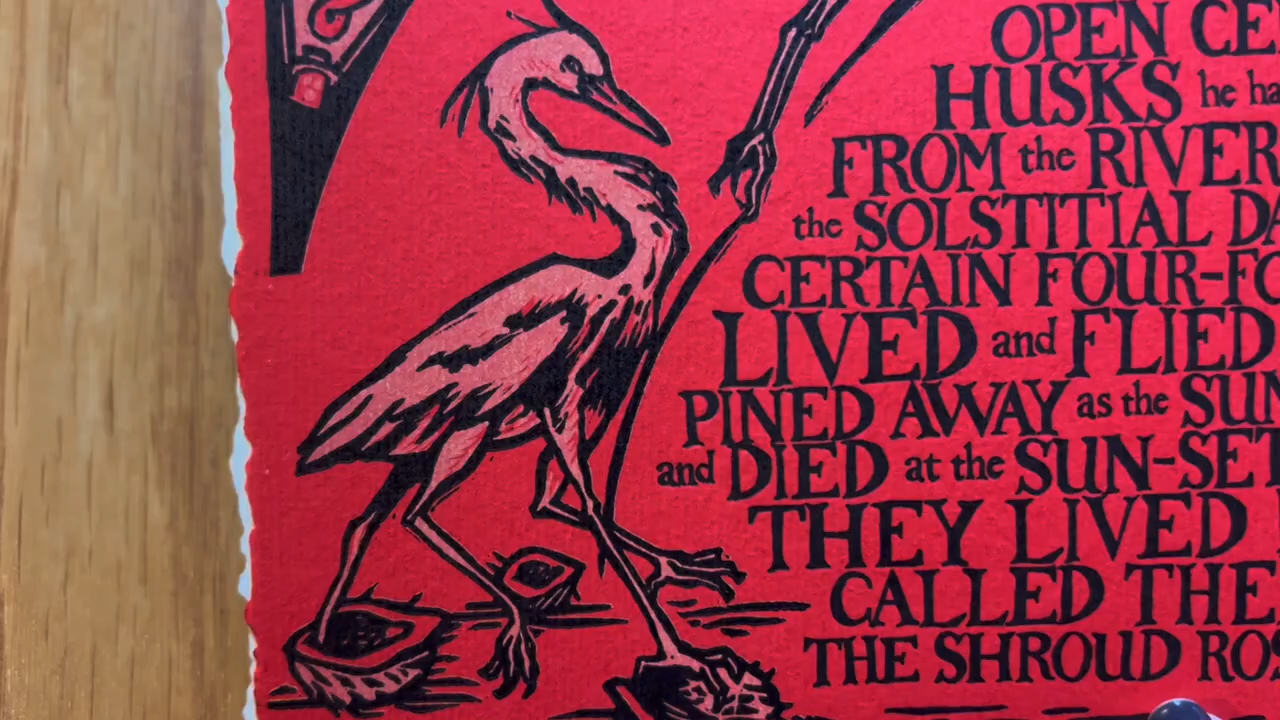 OPEN CE
HUSKS he ha
FROM the RIVER
the SOLSTITIAL DA
CERTAIN FOUR-FO
LIVED and FLIED
PINED AWAY as the SUN
and DIED at the SUN-SET
THEY LIVED
CALLED THE
THE SHROUD ROS